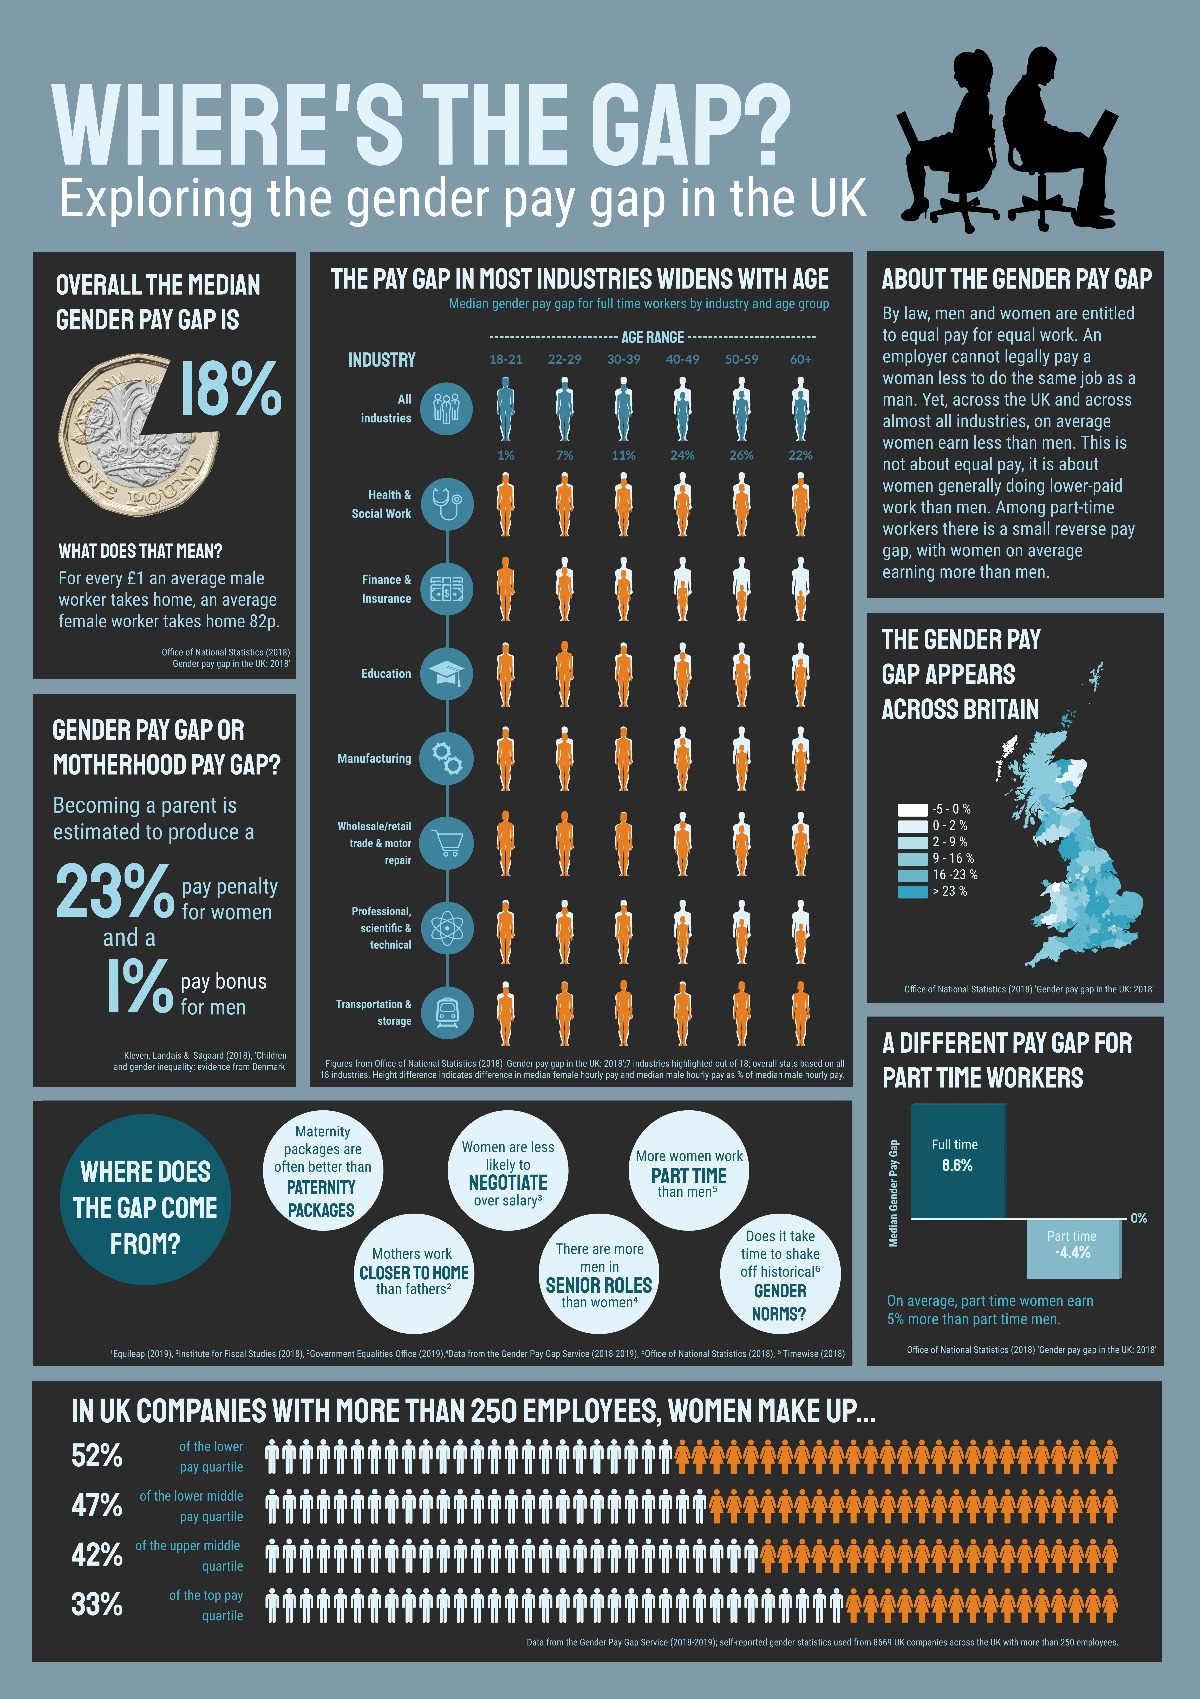 WHERE'S THE GAP?
Exploring the gender pay gap in the UK
OVERALL THE MEDIAN
GENDER PAY GAP IS
18%
ONE POUND
WHAT DOES THAT MEAN?
For every £1 an average male
worker takes home, an average
female worker takes home 82p.
Office of National Statistics (2018)
Gender pay gap in the UK: 2018'
GENDER PAY GAP OR
MOTHERHOOD PAY GAP?
Becoming a parent is
estimated to produce a
23% pay penalty
for women
and a
1% pay bonus
for men
Kleven, Landais & Søgaard (2018), 'Children
and gender inequality: evidence from Denmark
THE PAY GAP IN MOST INDUSTRIES WIDENS WITH AGE
Median gender pay gap for full time workers by industry and age group
AGE RANGE
INDUSTRY 18-21 22-29 30-39 40-49 50-59 60+
All
industries
1% 7% 11% 24% 26% 22%
Health &
Social Work
Finance &
Insurance
Education
Manufacturing
Wholesale/retail
trade & motor
repair
Professional,
scientific &
technical
Transportation &
storage
Figures from Office of National Statistics (2018) Gender pay gap in the UK: 2018';7 industries highlighted out of 18; overall stats based on all
18 industries. Height difference indicates difference in median female hourly pay and median male hourly pay as % of median male hourly pay.
ABOUT THE GENDER PAY GAP
By law, men and women are entitled
to equal pay for equal work. An
employer cannot legally pay a
woman less to do the same job as a
man. Yet, across the UK and across
almost all industries, on average
women earn less than men. This is
not about equal pay, it is about
women generally doing lower-paid
work than men. Among part-time
workers there is a small reverse pay
gap, with women on average
earning more than men.
THE GENDER PAY
GAP APPEARS
ACROSS BRITAIN
-5 - 0 %
0 - 2 %
2 - 9 %
9 - 16 %
16 -23 %
> 23 %
Office of National Statistics (2018) 'Gender pay gap in the UK: 2018'
A DIFFERENT PAY GAP FOR
PART TIME WORKERS
Median Gender Pay Gap
Full time
8.6%
0%
Part time
-4.4%
On average, part time women earn
5% more than part time men.
Office of National Statistics (2018) 'Gender pay gap in the UK: 2018'
WHERE DOES
THE GAP COME
FROM?
Maternity
packages are
often better than
PATERNITY
PACKAGES
Mothers work
CLOSER TO HOME
than fathers²
Women are less
likely to
NEGOTIATE
over salary³
There are more
men in
SENIOR ROLES
than women⁴
More women work
PART TIME
than men⁵
Does it take
time to shake
off historical⁶
GENDER
NORMS?
¹Equileap (2019), ²Institute for Fiscal Studies (2018), ³Government Equalities Office (2019),⁴Data from the Gender Pay Gap Service (2018-2019), ⁵Office of National Statistics (2018), ⁶ Timewise (2018)
IN UK COMPANIES WITH MORE THAN 250 EMPLOYEES, WOMEN MAKE UP...
52% of the lower
pay quartile
47% of the lower middle
pay quartile
42% of the upper middle
quartile
33% of the top pay
quartile
Data from the Gender Pay Gap Service (2018-2019); self-reported gender statistics used from 8669 UK companies across the UK with more than 250 employees.